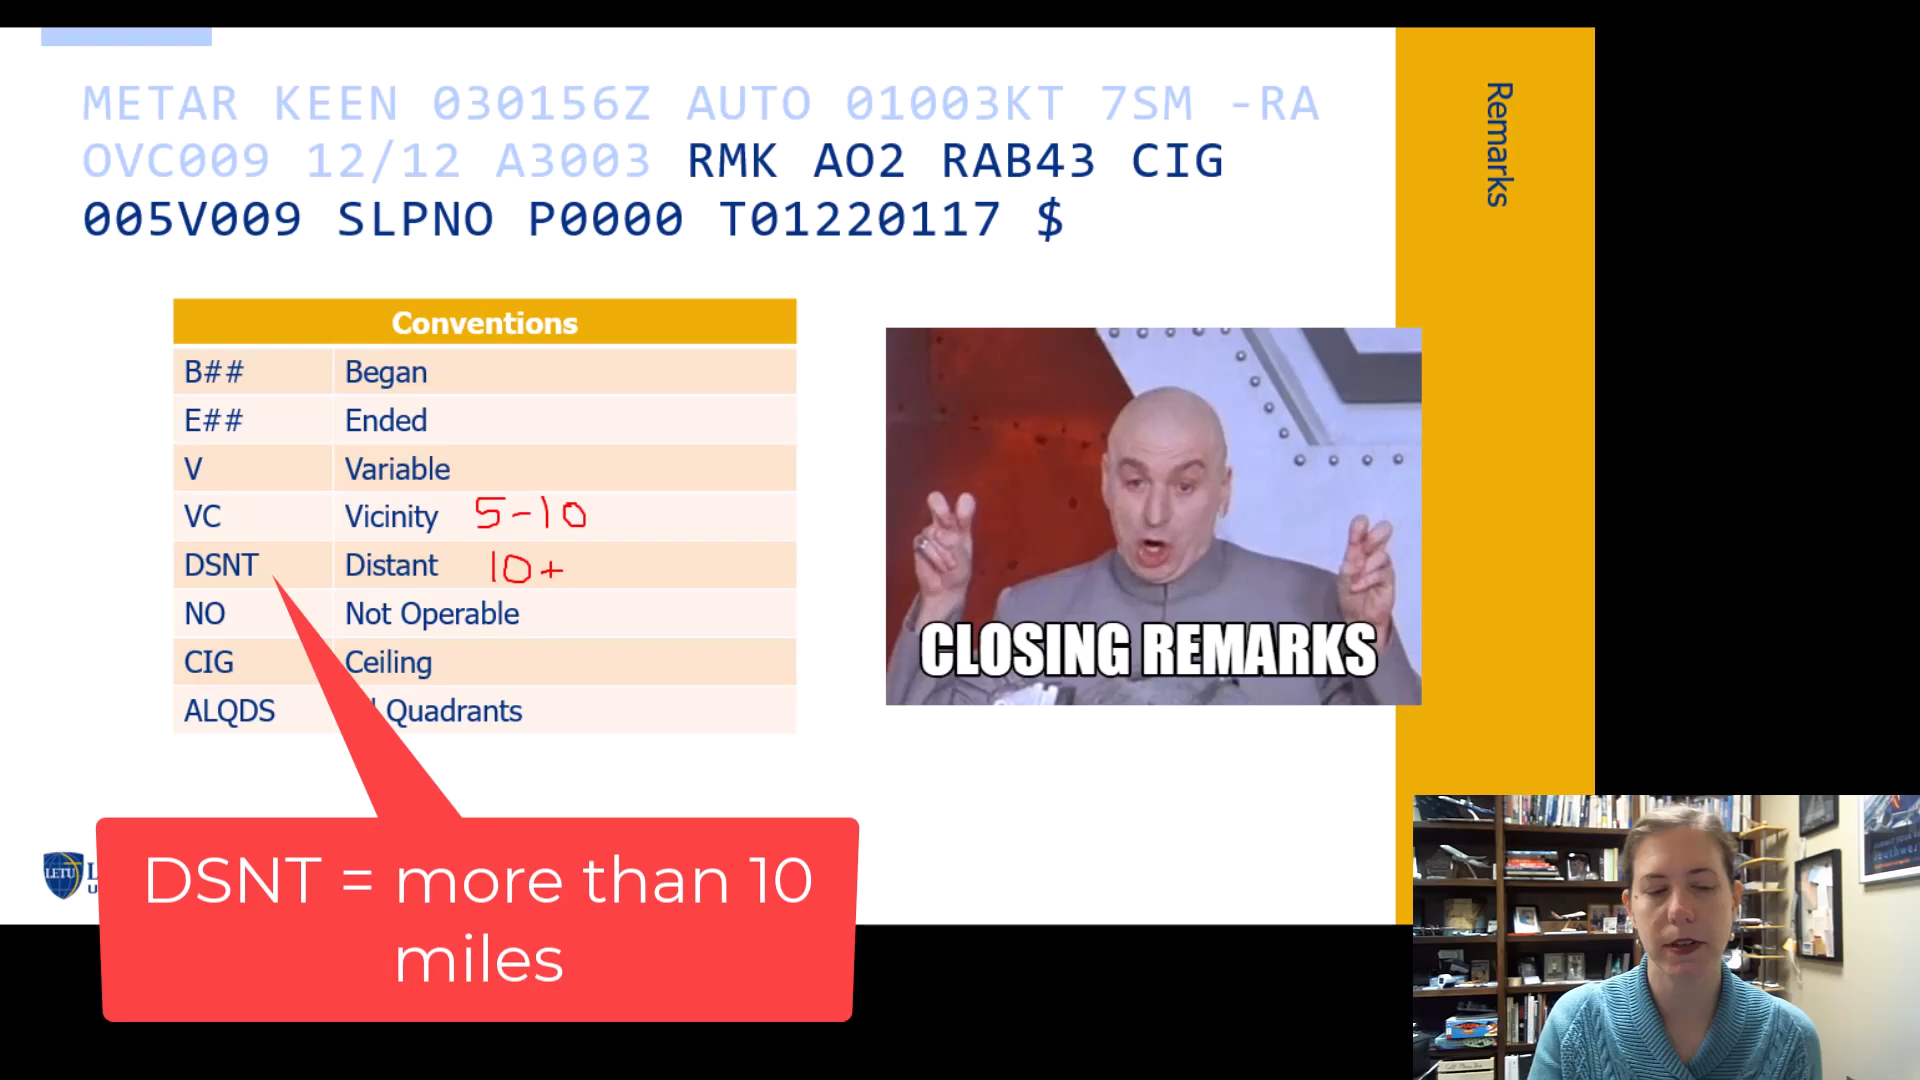 METAR KEEN 030156Z AUTO 01003KT 7SM -RA
OVC009 12/12 A3003 RMK AO2 RAB43 CIG
005V009 SLPNO P0000 T01220117 $
Remarks
Conventions
B## Began
E## Ended
V Variable
VC Vicinity 5-10
DSNT Distant 10+
NO Not Operable
CIG Ceiling
ALQDS Quadrants
CLOSING REMARKS
LETU
DSNT = more than 10
miles